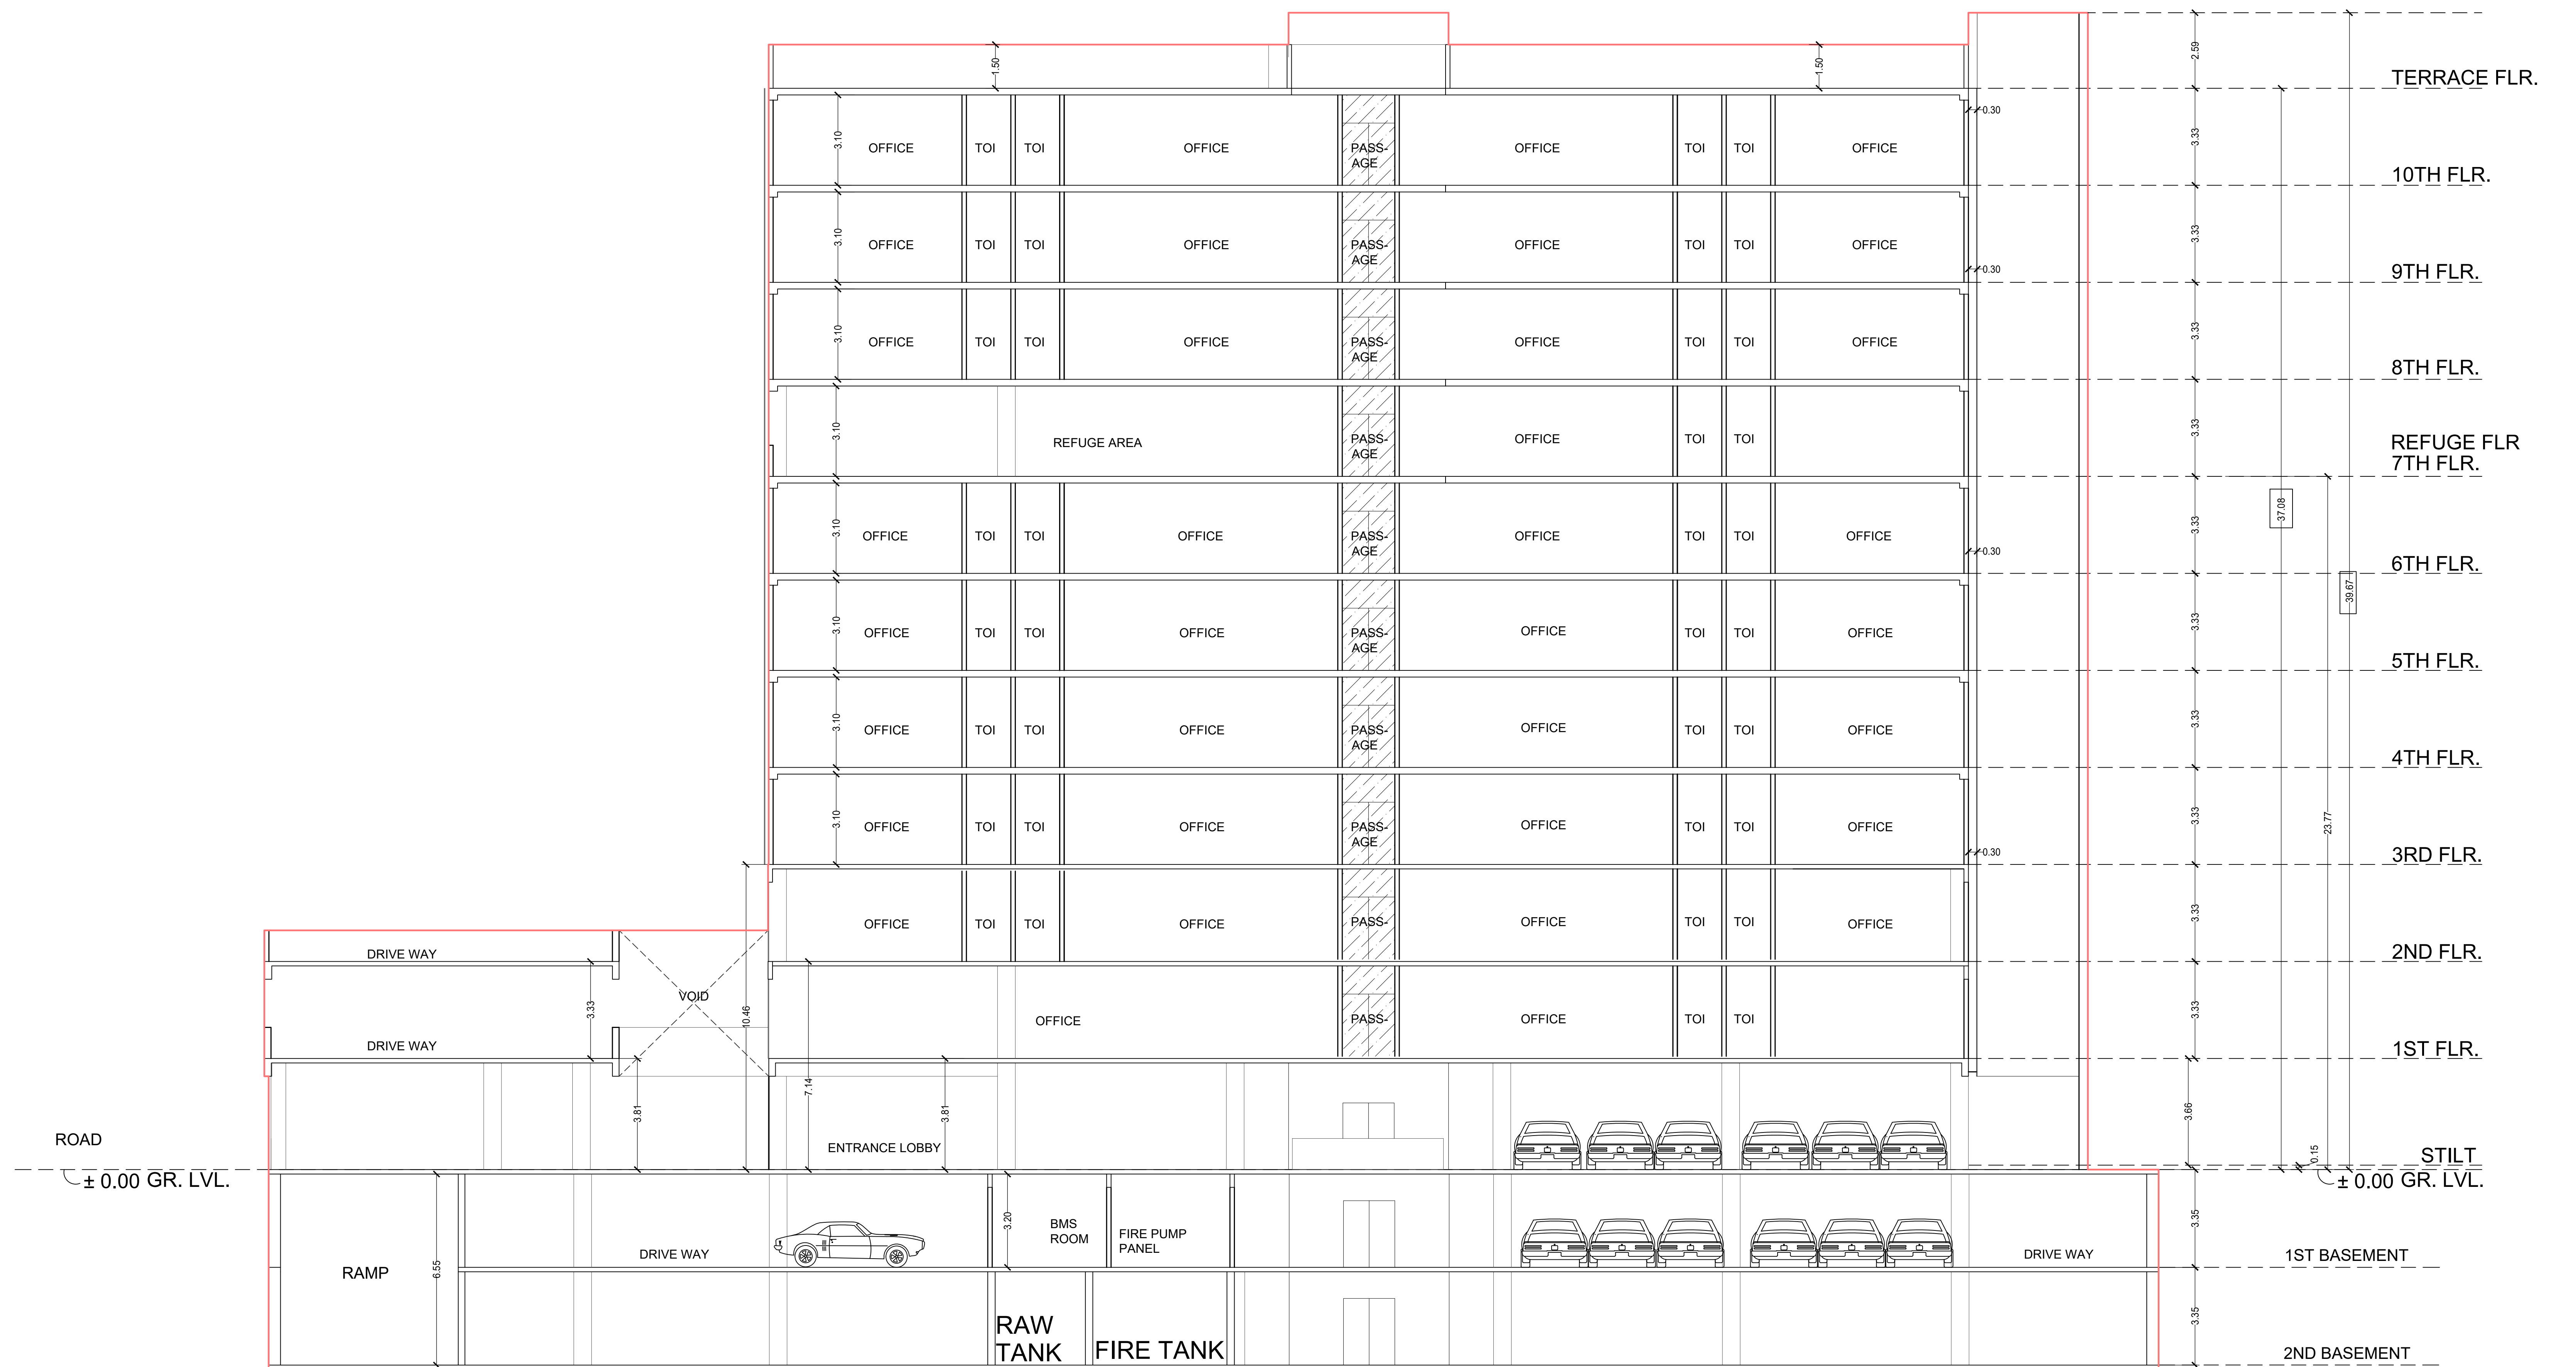 2.59
1.50
1.50
TERRACE FLR.
0.30
3.10
OFFICE TOI TOI OFFICE PASS- OFFICE TOI TOI OFFICE
AGE
3.33
10TH FLR.
3.10
OFFICE TOI TOI OFFICE PASS- OFFICE TOI TOI OFFICE
AGE
3.33
0.30
9TH FLR.
3.10
OFFICE TOI TOI OFFICE PASS- OFFICE TOI TOI OFFICE
AGE
3.33
8TH FLR.
3.10
REFUGE AREA PASS- OFFICE TOI TOI
AGE
3.33
REFUGE FLR
7TH FLR.
37.08
3.10
OFFICE TOI TOI OFFICE PASS- OFFICE TOI TOI OFFICE
AGE
3.33
0.30
6TH FLR.
39.67
3.10
OFFICE TOI TOI OFFICE PASS- OFFICE TOI TOI OFFICE
AGE
3.33
5TH FLR.
3.10
OFFICE TOI TOI OFFICE PASS- OFFICE TOI TOI OFFICE
AGE
3.33
4TH FLR.
3.10
OFFICE TOI TOI OFFICE PASS- OFFICE TOI TOI OFFICE
AGE
3.33
23.77
0.30
3RD FLR.
OFFICE TOI TOI OFFICE PASS- OFFICE TOI TOI OFFICE
3.33
DRIVE WAY
2ND FLR.
VOID
3.33
10.46
OFFICE PASS- OFFICE TOI TOI
3.33
DRIVE WAY
1ST FLR.
3.81
7.14
3.81
3.66
ROAD
ENTRANCE LOBBY
0.15
STILT
± 0.00 GR. LVL.
± 0.00 GR. LVL.
3.20
BMS
ROOM
FIRE PUMP
PANEL
3.35
DRIVE WAY
DRIVE WAY
1ST BASEMENT
RAMP
6.55
3.35
RAW
TANK
FIRE TANK
2ND BASEMENT